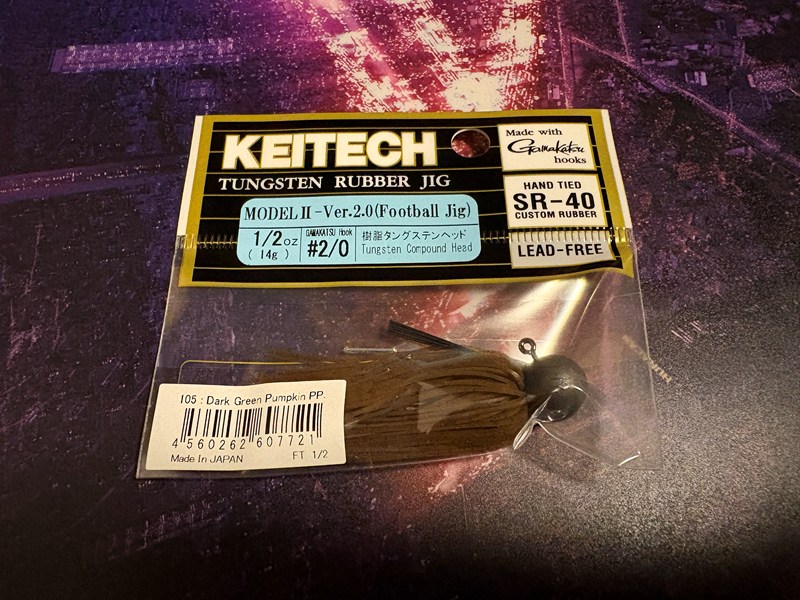 KEITECH
TUNGSTEN RUBBER JIG
MODEL II-Ver.2.0(Football Jig)
1/2oz
(14g)
GAMAKATSU Hook
#2/0
樹脂タングステンヘッド
Tungsten Compound Head
Made with
Gamakatsu
hooks
HAND TIED
SR-40
CUSTOM RUBBER
LEAD-FREE
105 : Dark Green Pumpkin PP.
4 560262 607721
Made In JAPAN
FT 1/2